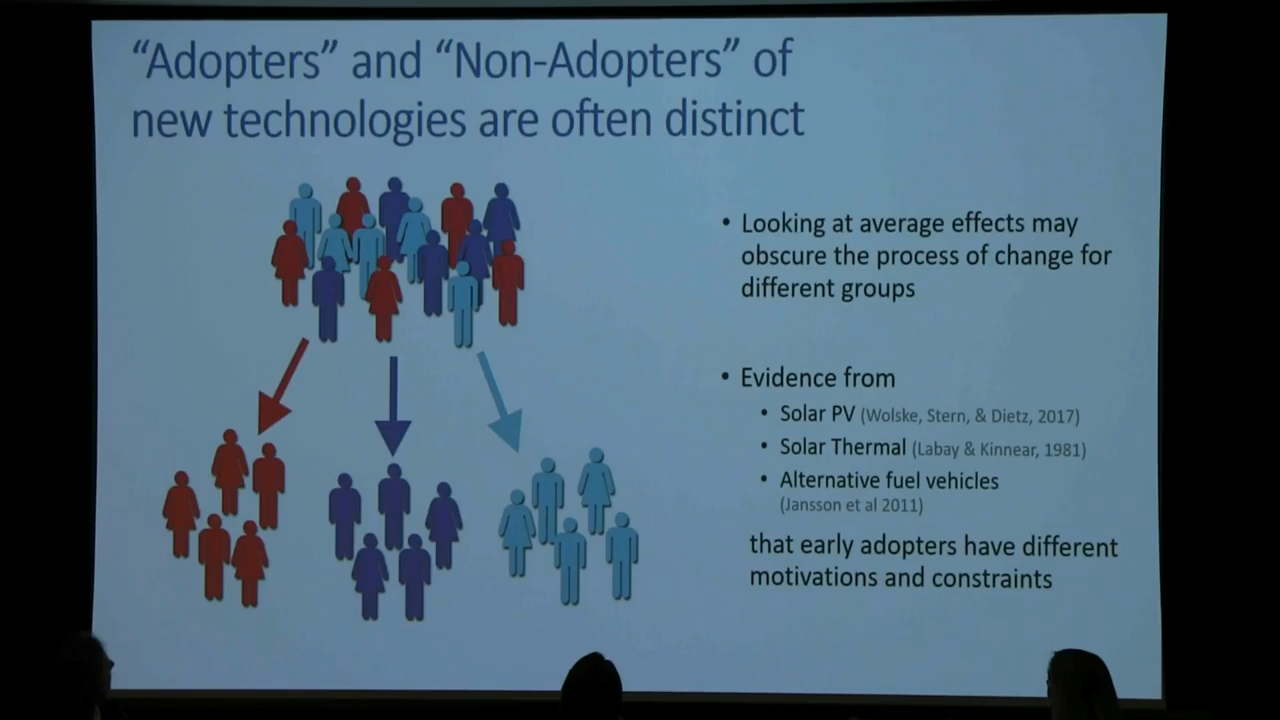 “Adopters” and “Non-Adopters” of
new technologies are often distinct
• Looking at average effects may
obscure the process of change for
different groups
• Evidence from
• Solar PV (Wolske, Stern, & Dietz, 2017)
• Solar Thermal (Labay & Kinnear, 1981)
• Alternative fuel vehicles
(Jansson et al 2011)
that early adopters have different
motivations and constraints